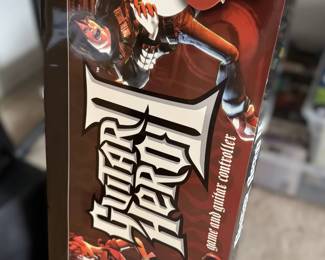 GUITAR
HERO II
game and guitar controller